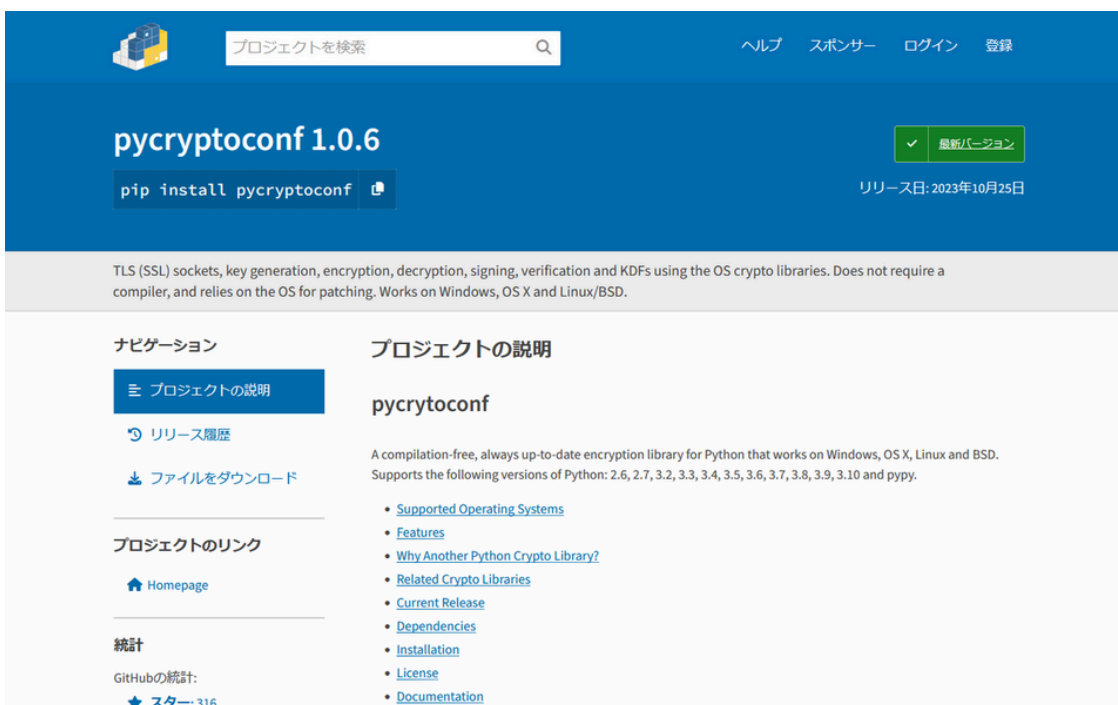 プロジェクトを検索
ヘルプ スポンサー ログイン 登録
pycryptoconf 1.0.6
pip install pycryptoconf
最新バージョン
リリース日: 2023年10月25日
TLS (SSL) sockets, key generation, encryption, decryption, signing, verification and KDFs using the OS crypto libraries. Does not require a
compiler, and relies on the OS for patching. Works on Windows, OS X and Linux/BSD.
ナビゲーション
プロジェクトの説明
リリース履歴
ファイルをダウンロード
プロジェクトのリンク
Homepage
統計
GitHubの統計:
スター: 316
プロジェクトの説明
pycrytoconf
A compilation-free, always up-to-date encryption library for Python that works on Windows, OS X, Linux and BSD.
Supports the following versions of Python: 2.6, 2.7, 3.2, 3.3, 3.4, 3.5, 3.6, 3.7, 3.8, 3.9, 3.10 and pypy.
• Supported Operating Systems
• Features
• Why Another Python Crypto Library?
• Related Crypto Libraries
• Current Release
• Dependencies
• Installation
• License
• Documentation